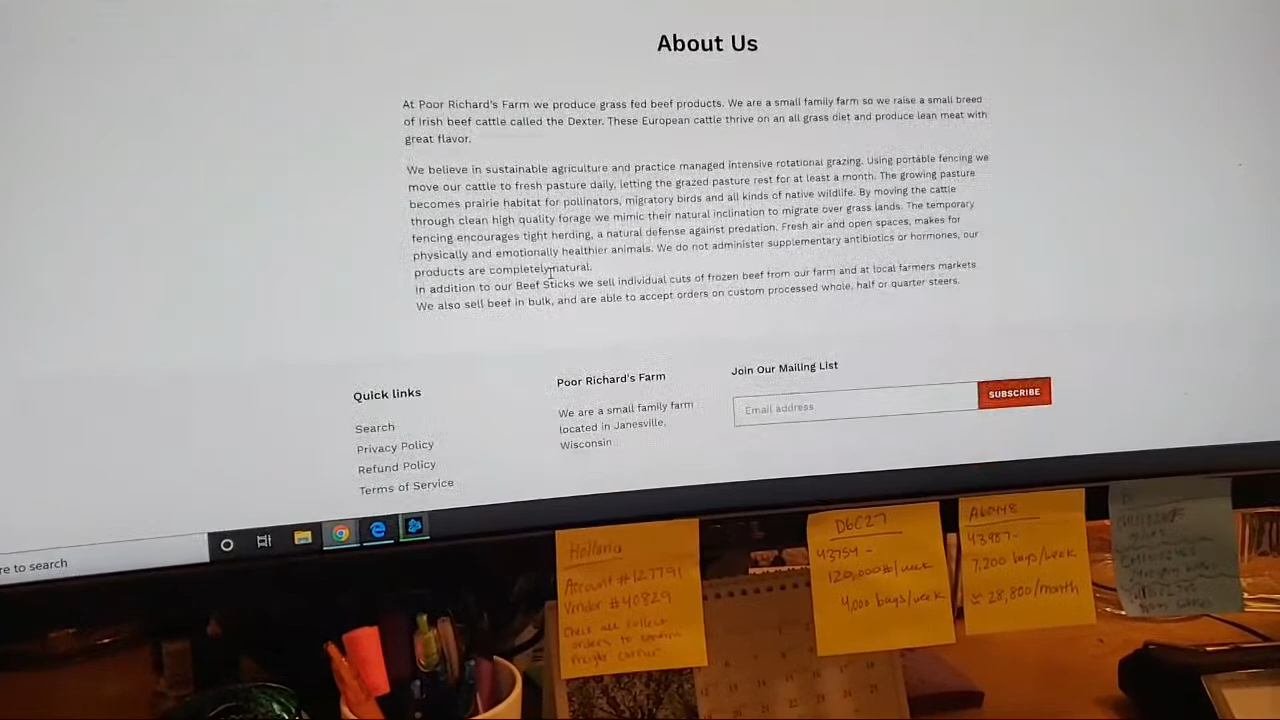 About Us
At Poor Richard's Farm we produce grass fed beef products. We are a small family farm so we raise a small breed
of Irish beef cattle called the Dexter. These European cattle thrive on an all grass diet and produce lean meat with
great flavor.
We believe in sustainable agriculture and practice managed intensive rotational grazing. Using portable fencing we
move our cattle to fresh pasture daily, letting the grazed pasture rest for at least a month. The growing pasture
becomes prairie habitat for pollinators, migratory birds and all kinds of native wildlife. By moving the cattle
through clean high quality forage we mimic their natural inclination to migrate over grass lands. The temporary
fencing encourages tight herding, a natural defense against predation. Fresh air and open spaces, makes for
physically and emotionally healthier animals. We do not administer supplementary antibiotics or hormones, our
products are completely natural.
In addition to our Beef Sticks we sell individual cuts of frozen beef from our farm and at local farmers markets
We also sell beef in bulk, and are able to accept orders on custom processed whole, half or quarter steers.
Quick links
Search
Privacy Policy
Refund Policy
Terms of Service
Poor Richard's Farm
We are a small family farm
located in Janesville,
Wisconsin
Join Our Mailing List
Email address
SUBSCRIBE
re to search
Holland
Account #127791
Vendor #40829
Check all collect
orders to confirm
freight carrier
D6C27
43754 -
120,000#/week
4,000 bags/week
A60448
43987-
7,200 bags/week
≈ 28,800/month